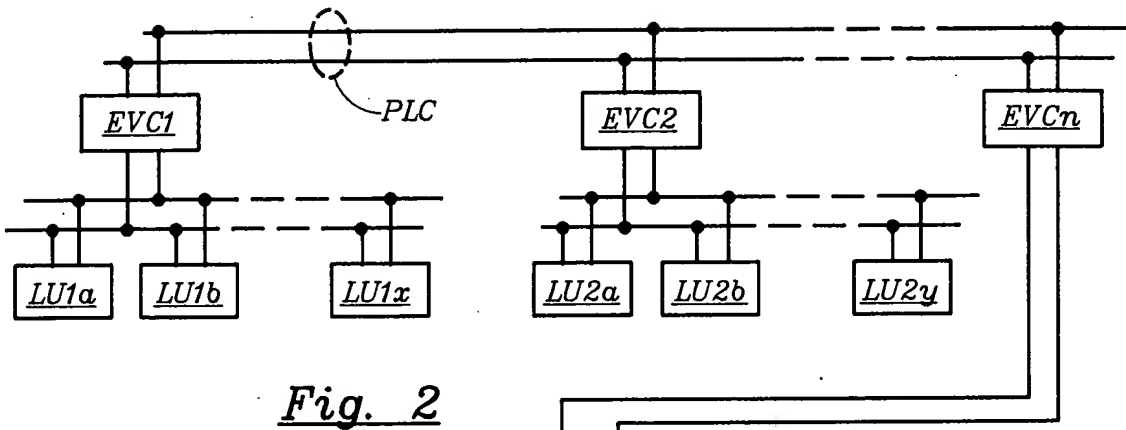 PLC
EVC1
EVC2
EVCn
LU1a
LU1b
LU1x
LU2a
LU2b
LU2y
Fig. 2